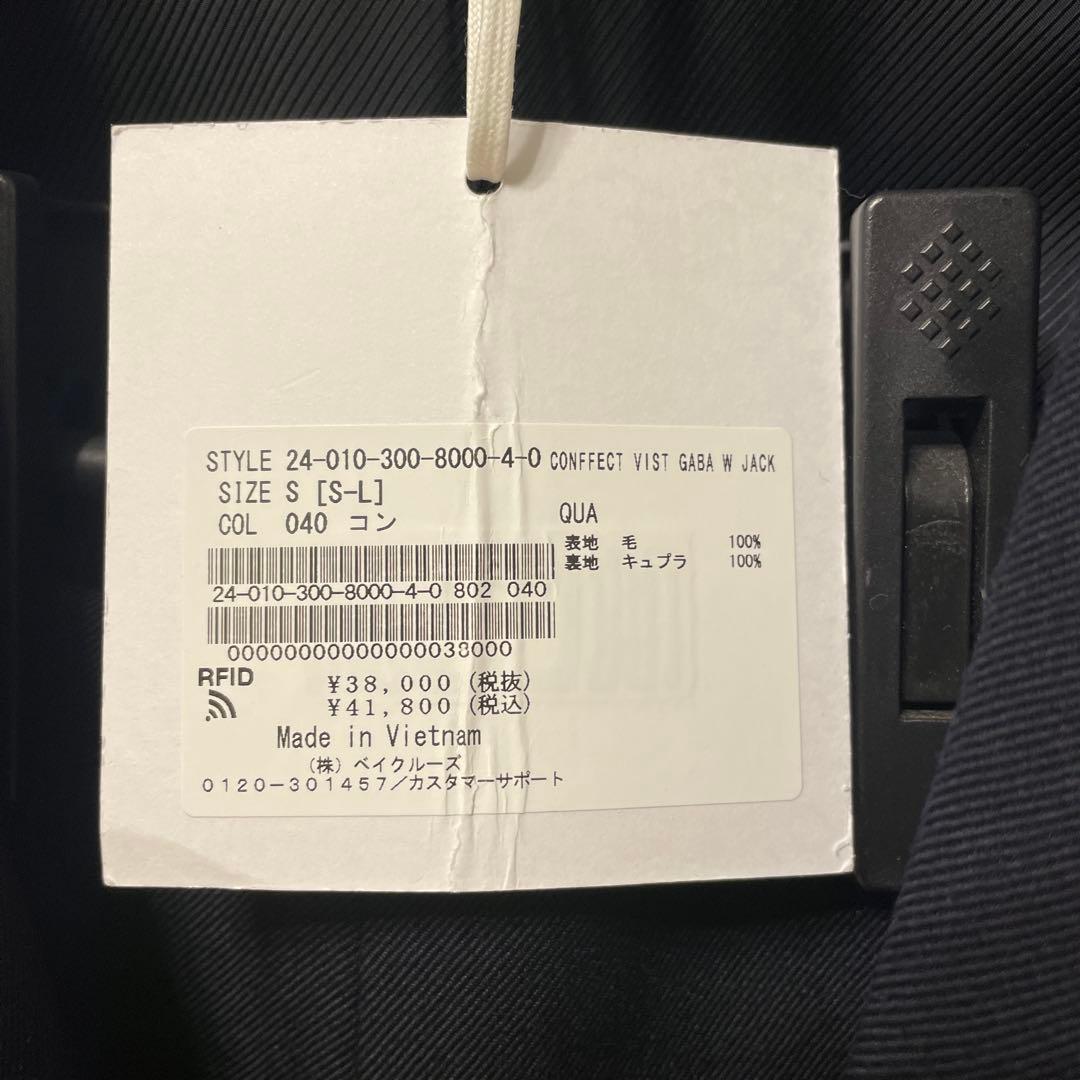 STYLE 24-010-300-8000-4-0 CONFFECT VIST GABA W JACK
SIZE S [S-L]
COL 040 コン
QUA
表地 毛 100%
裏地 キュプラ 100%
24-010-300-8000-4-0 802 040
00000000000000038000
RFID
¥38,000 (税抜)
¥41,800 (税込)
Made in Vietnam
(株) ベイクルーズ
0120-301457/カスタマーサポート